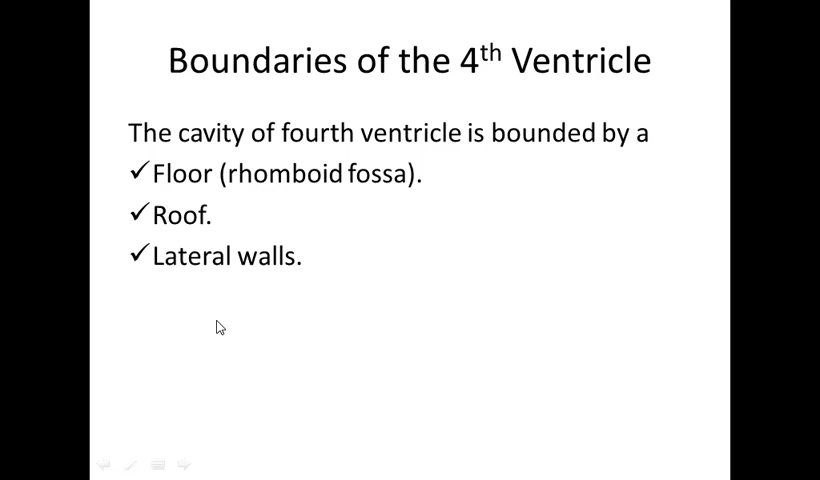 Boundaries of the 4th Ventricle
The cavity of fourth ventricle is bounded by a
✓Floor (rhomboid fossa).
✓Roof.
✓Lateral walls.